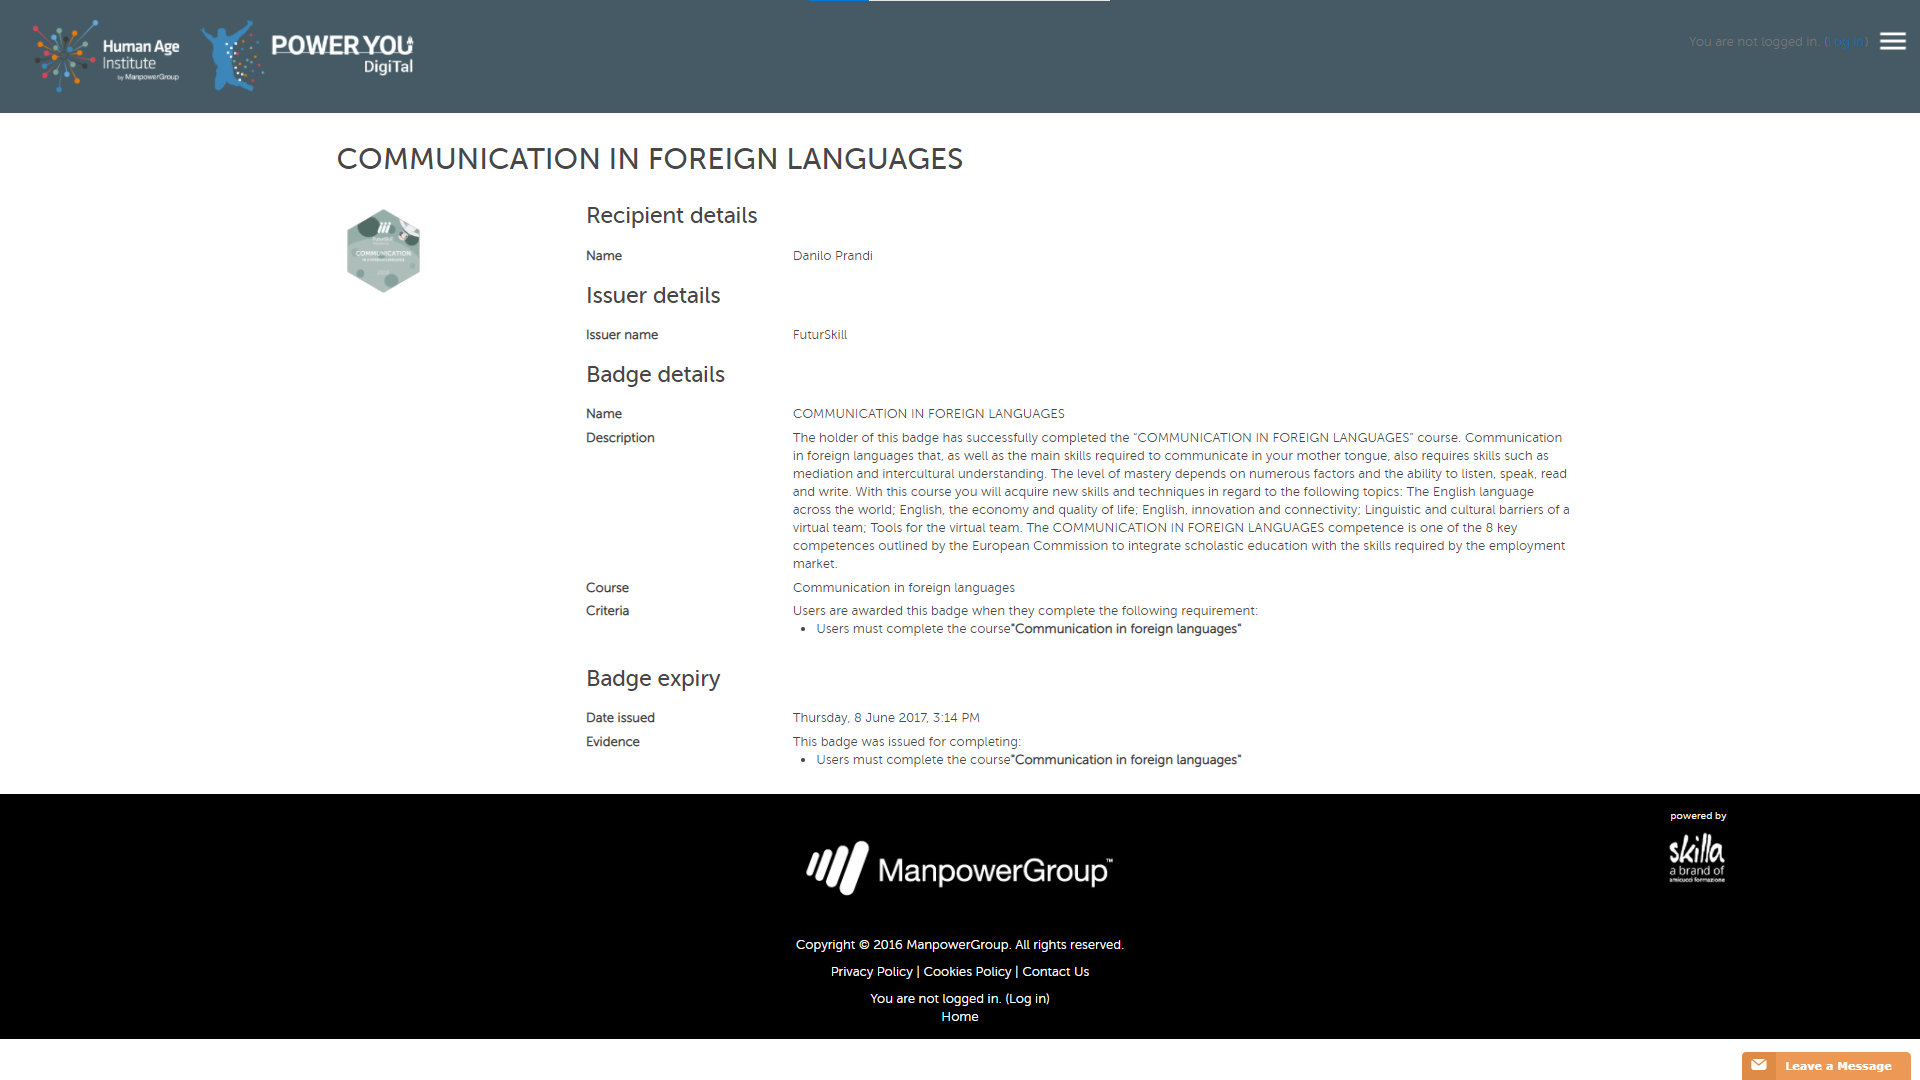 Human Age
Institute
by ManpowerGroup
POWER YOU
DigiTal
You are not logged in. (Log in)
COMMUNICATION IN FOREIGN LANGUAGES
COMMUNICATION
Recipient details
Name Danilo Prandi
Issuer details
Issuer name FuturSkill
Badge details
Name COMMUNICATION IN FOREIGN LANGUAGES
Description The holder of this badge has successfully completed the "COMMUNICATION IN FOREIGN LANGUAGES" course. Communication
in foreign languages that, as well as the main skills required to communicate in your mother tongue, also requires skills such as
mediation and intercultural understanding. The level of mastery depends on numerous factors and the ability to listen, speak, read
and write. With this course you will acquire new skills and techniques in regard to the following topics: The English language
across the world; English, the economy and quality of life; English, innovation and connectivity; Linguistic and cultural barriers of a
virtual team; Tools for the virtual team. The COMMUNICATION IN FOREIGN LANGUAGES competence is one of the 8 key
competences outlined by the European Commission to integrate scholastic education with the skills required by the employment
market.
Course Communication in foreign languages
Criteria Users are awarded this badge when they complete the following requirement:
• Users must complete the course"Communication in foreign languages"
Badge expiry
Date issued Thursday, 8 June 2017, 3:14 PM
Evidence This badge was issued for completing:
• Users must complete the course"Communication in foreign languages"
powered by
skilla
a brand of
amicucci formazione
ManpowerGroup™
Copyright © 2016 ManpowerGroup. All rights reserved.
Privacy Policy | Cookies Policy | Contact Us
You are not logged in. (Log in)
Home
Leave a Message